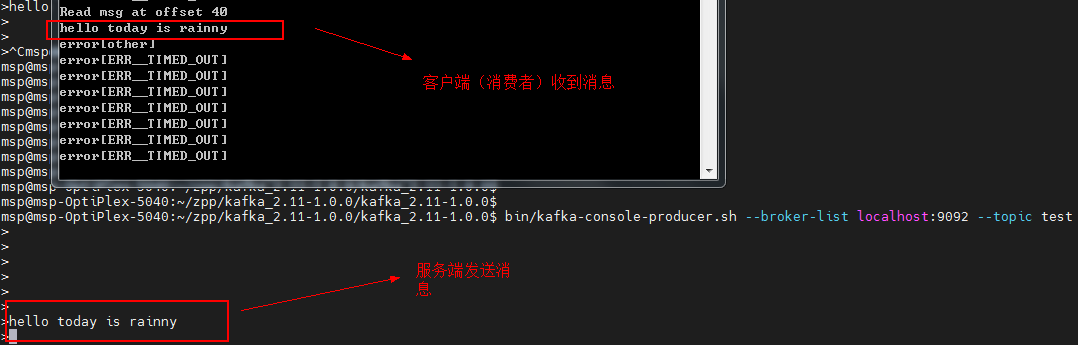 >hello
>
>
>^Cmsp
msp@ms
msp@ms
msp@ms
msp@ms
msp@ms
msp@ms
msp@ms
msp@ms
Read msg at offset 40
hello today is rainny
error[other]
error[ERR__TIMED_OUT]
error[ERR__TIMED_OUT]
error[ERR__TIMED_OUT]
error[ERR__TIMED_OUT]
error[ERR__TIMED_OUT]
error[ERR__TIMED_OUT]
error[ERR__TIMED_OUT]
客户端（消费者）收到消息
msp@msp-OptiPlex-5040:~/zpp/kafka_2.11-1.0.0/kafka_2.11-1.0.0$
msp@msp-OptiPlex-5040:~/zpp/kafka_2.11-1.0.0/kafka_2.11-1.0.0$
msp@msp-OptiPlex-5040:~/zpp/kafka_2.11-1.0.0/kafka_2.11-1.0.0$ bin/kafka-console-producer.sh --broker-list localhost:9092 --topic test
>
>
>
>
>
>
>hello today is rainny
>
服务端发送消
息